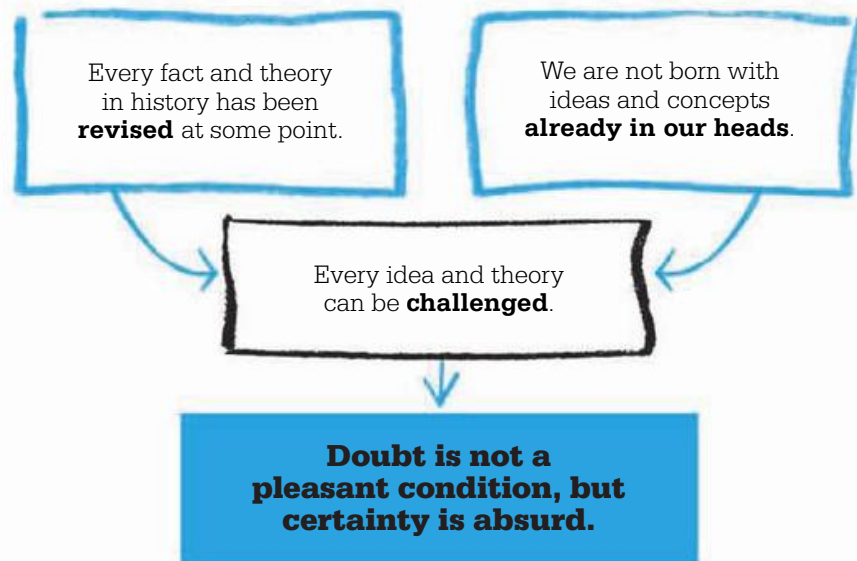 Every fact and theory
in history has been
revised at some point.
We are not born with
ideas and concepts
already in our heads.
Every idea and theory
can be challenged.
Doubt is not a
pleasant condition, but
certainty is absurd.